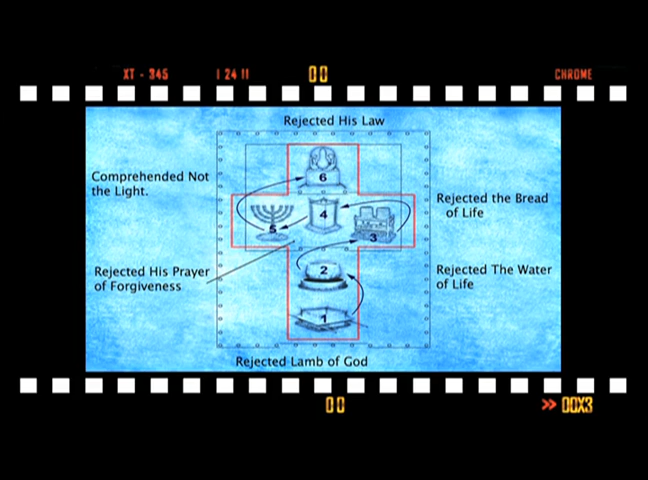 XT - 345 1 24 11 00 CHROME
Rejected His Law
Comprehended Not
the Light.
6
Rejected the Bread
of Life
4
5
3
Rejected His Prayer
of Forgiveness
2
Rejected The Water
of Life
1
Rejected Lamb of God
00 >> 00X3